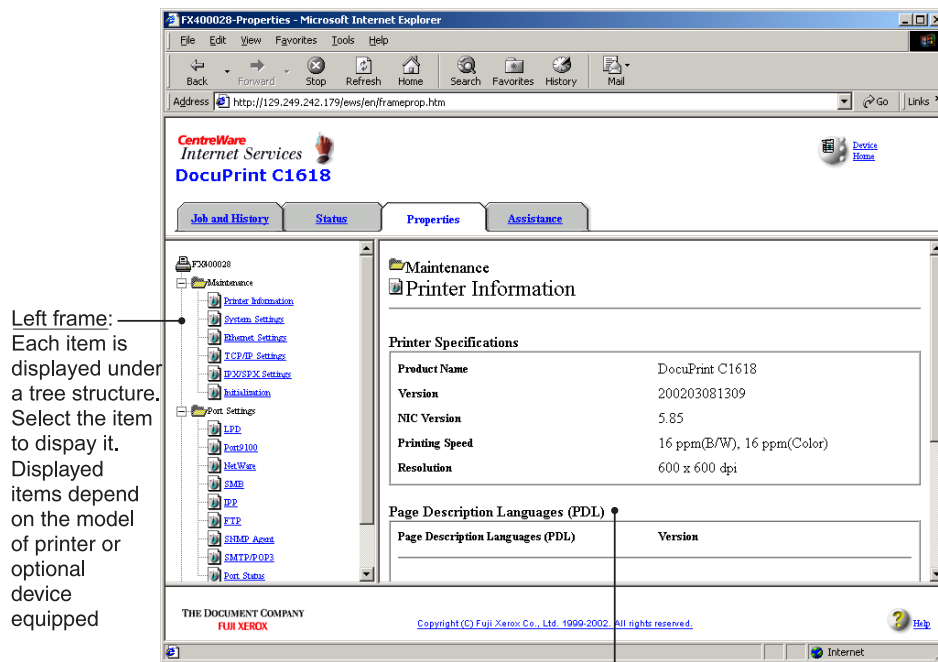 FX400028-Properties - Microsoft Internet Explorer
File Edit View Favorites Tools Help
Back Forward Stop Refresh Home Search Favorites History Mail
Address http://129.249.242.179/ews/en/frameprop.htm Go Links
CentreWare
Internet Services
DocuPrint C1618
Device
Home
Job and History Status Properties Assistance
FX400028
Maintenance
Printer Information
System Settings
Ethernet Settings
TCP/IP Settings
IPX/SPX Settings
Initialization
Port Settings
LPD
Port9100
NetWare
SMB
IPP
FTP
SNMP Agent
SMTP/POP3
Port Status
Left frame:
Each item is
displayed under
a tree structure.
Select the item
to dispay it.
Displayed
items depend
on the model
of printer or
optional
device
equipped
Maintenance
Printer Information
Printer Specifications
Product Name DocuPrint C1618
Version 200203081309
NIC Version 5.85
Printing Speed 16 ppm(B/W), 16 ppm(Color)
Resolution 600 x 600 dpi
Page Description Languages (PDL)
Page Description Languages (PDL) Version
THE DOCUMENT COMPANY
FUJI XEROX
Copyright (C) Fuji Xerox Co., Ltd. 1999-2002. All rights reserved.
Help
Internet